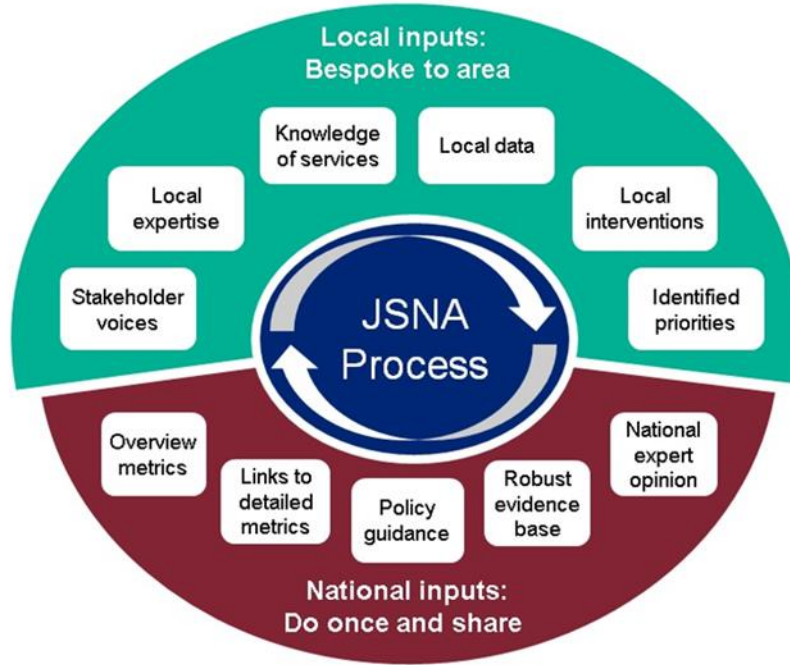 Local inputs:
Bespoke to area
Knowledge
of services
Local data
Local
expertise
Local
interventions
Stakeholder
voices
Identified
priorities
JSNA
Process
Overview
metrics
Links to
detailed
metrics
Policy
guidance
Robust
evidence
base
National
expert
opinion
National inputs:
Do once and share